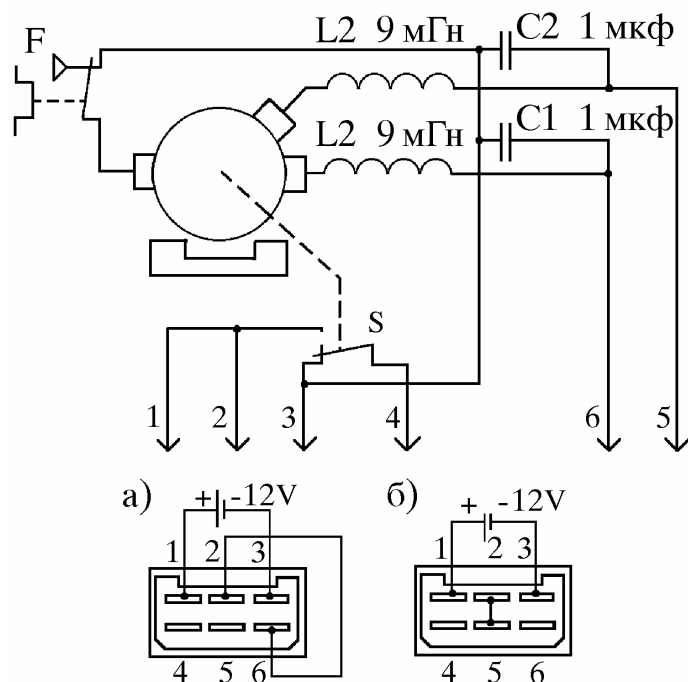 F
L2 9 мГн
C2 1 мкф
L2 9 мГн
C1 1 мкф
S
1 2 3 4 6 5
а) + -12V
1 2 3
4 5 6
б) + -12V
1 2 3
4 5 6